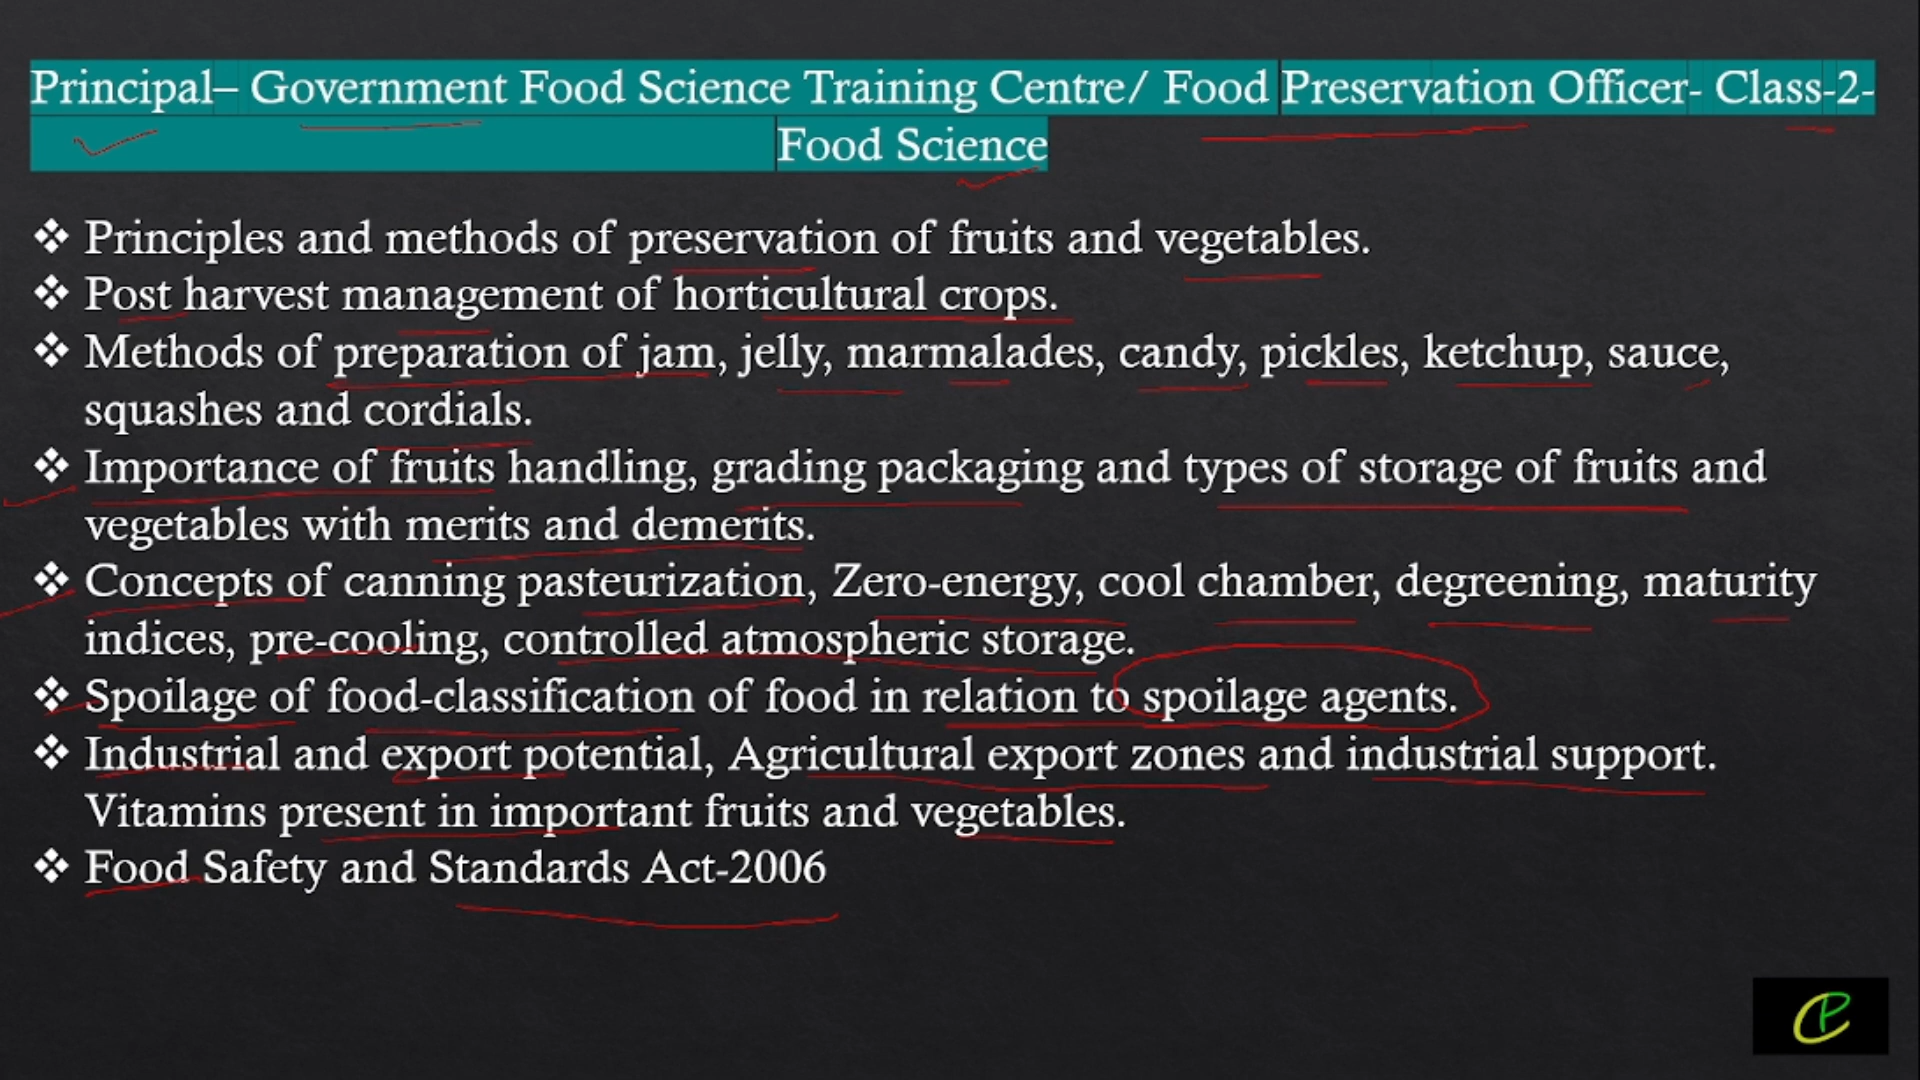 Principal– Government Food Science Training Centre/ Food Preservation Officer- Class-2-
Food Science
❖ Principles and methods of preservation of fruits and vegetables.
❖ Post harvest management of horticultural crops.
❖ Methods of preparation of jam, jelly, marmalades, candy, pickles, ketchup, sauce,
squashes and cordials.
❖ Importance of fruits handling, grading packaging and types of storage of fruits and
vegetables with merits and demerits.
❖ Concepts of canning pasteurization, Zero-energy, cool chamber, degreening, maturity
indices, pre-cooling, controlled atmospheric storage.
❖ Spoilage of food-classification of food in relation to spoilage agents.
❖ Industrial and export potential, Agricultural export zones and industrial support.
Vitamins present in important fruits and vegetables.
❖ Food Safety and Standards Act-2006
CP